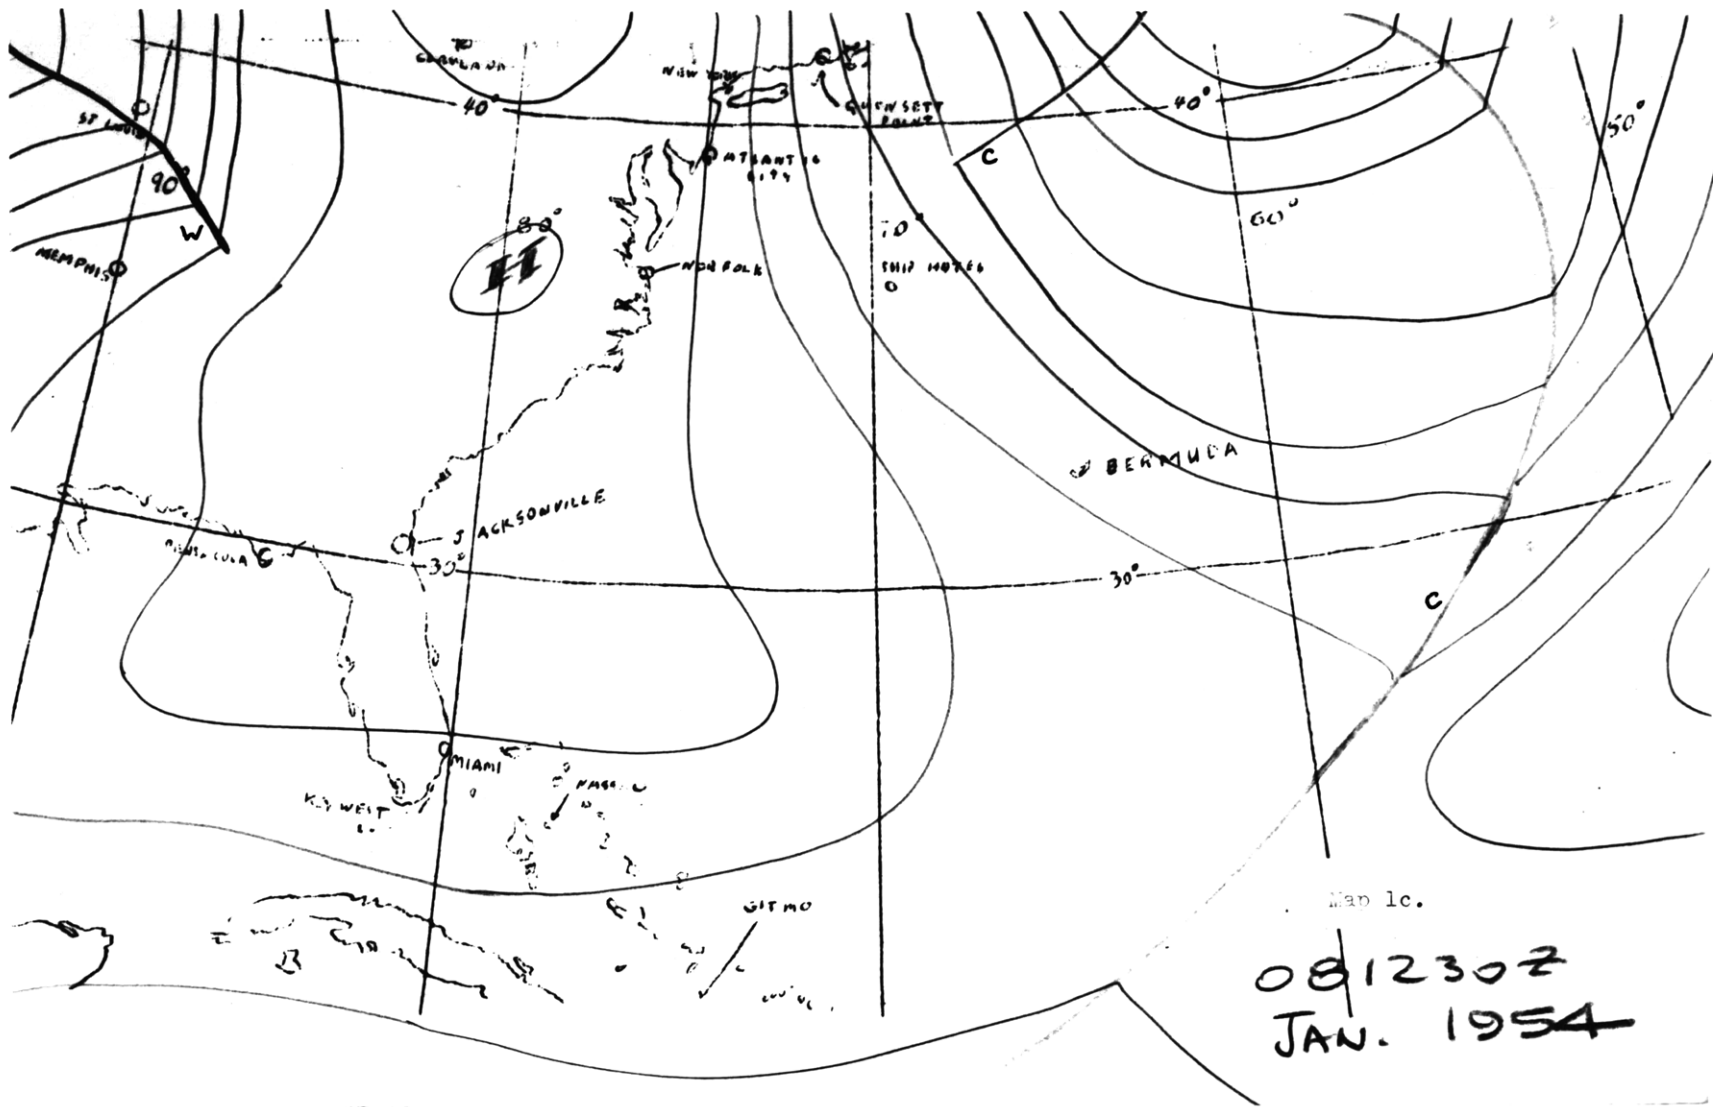 NEW YORK
40°
40°
50°
QUONSETT
POINT
ST LOUIS
C
ATLANTIC
CITY
90°
W
80°
H
70°
60°
MEMPHIS
NORFOLK
SHIP HOTEL
BERMUDA
JACKSONVILLE
PENSACOLA
30°
30°
C
MIAMI
NASSAU
KEY WEST
GITMO
Map 1c.
081230Z
JAN. 1954